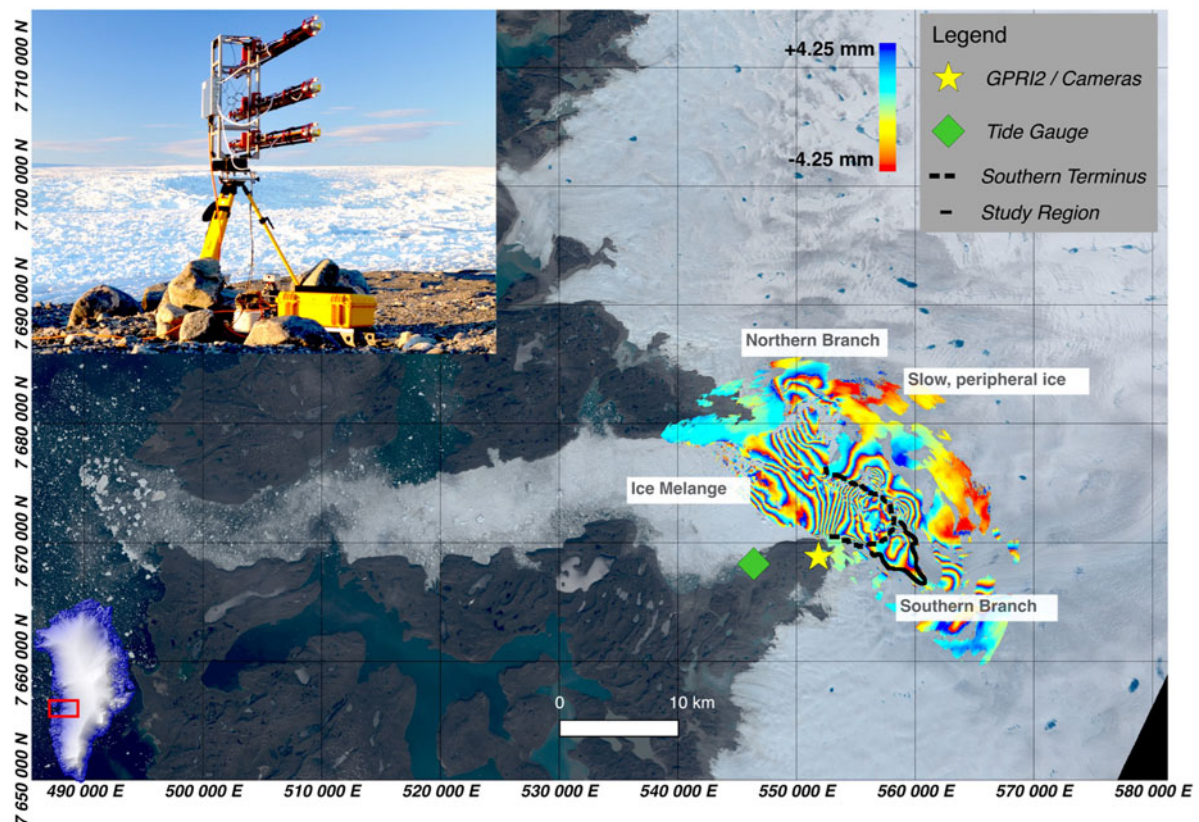 +4.25 mm
-4.25 mm
Legend
GPRI2 / Cameras
Tide Gauge
Southern Terminus
Study Region
Northern Branch
Slow, peripheral ice
Ice Melange
Southern Branch
0 10 km
7 710 000 N
7 700 000 N
7 690 000 N
7 680 000 N
7 670 000 N
7 660 000 N
7 650 000 N
490 000 E 500 000 E 510 000 E 520 000 E 530 000 E 540 000 E 550 000 E 560 000 E 570 000 E 580 000 E